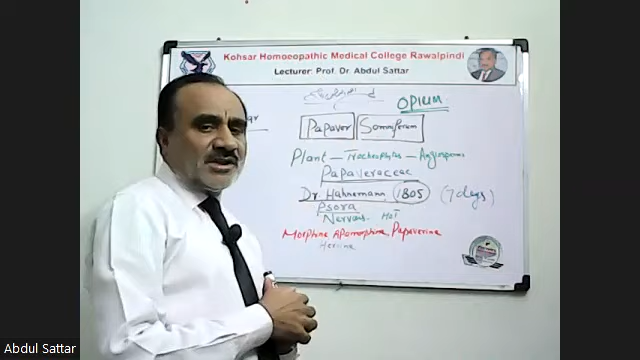 Kohsar Homoeopathic Medical College Rawalpindi
Lecturer: Prof. Dr. Abdul Sattar
OPIUM
Papaver Somniferum
Plant – Tracheophytes – Angiosperms
Papaveraceae
Dr. Hahnemann, 1805 (7 days)
Psora
Nervous- Hot
Morphine, Apomorphine, Papaverine
Abdul Sattar